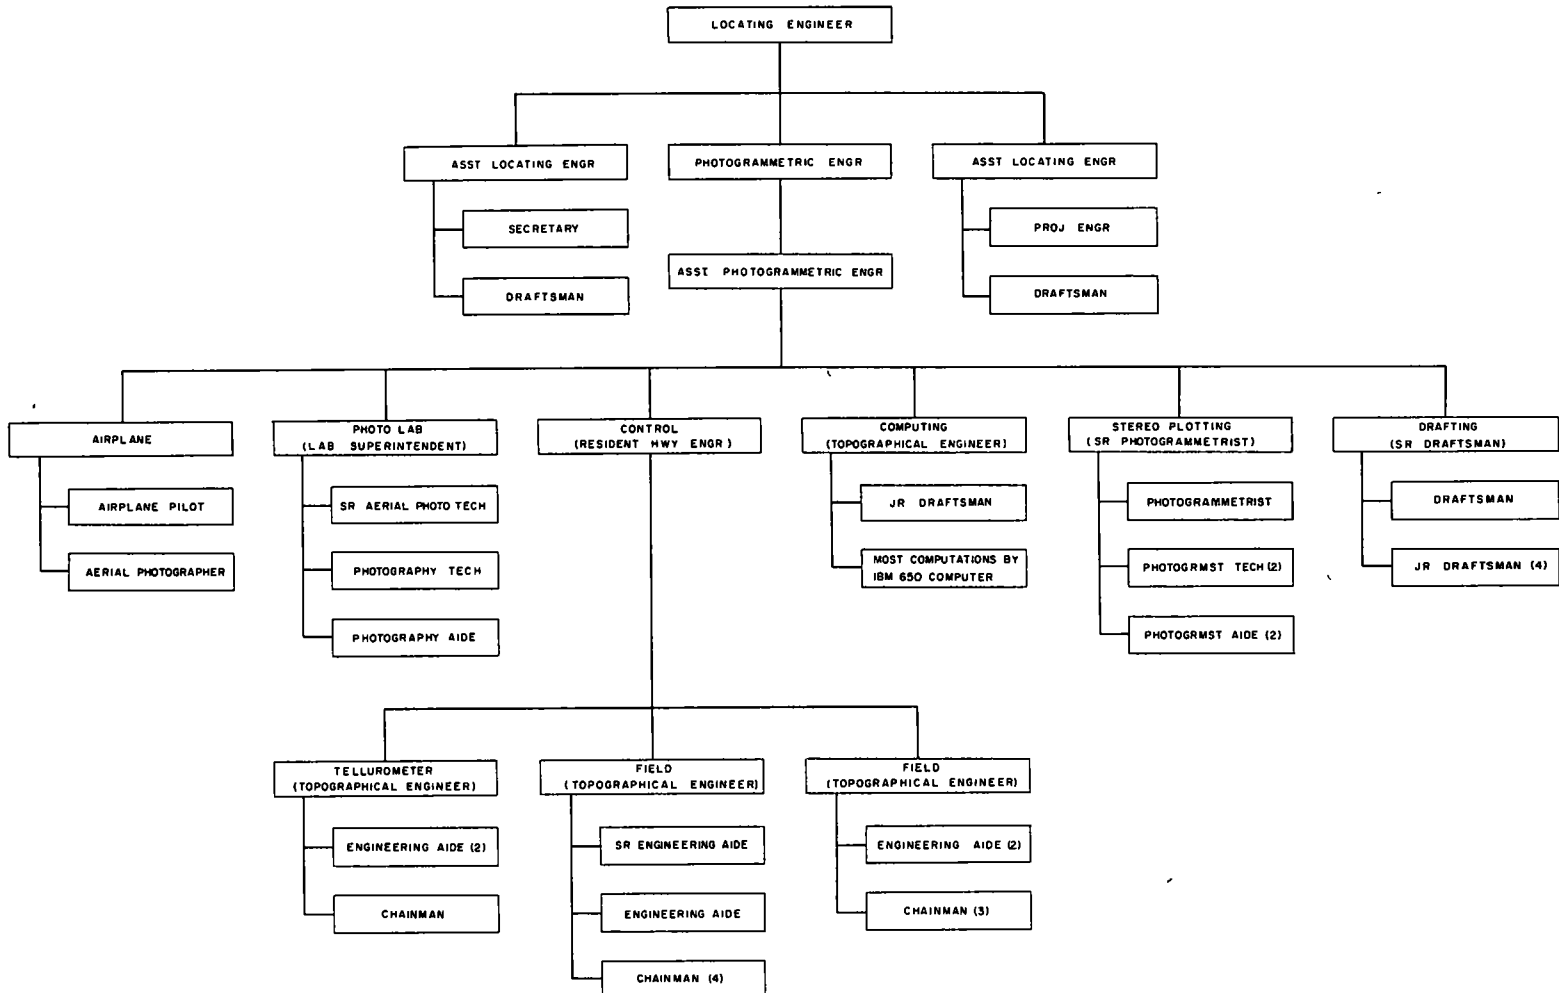 LOCATING ENGINEER
ASST LOCATING ENGR
PHOTOGRAMMETRIC ENGR
ASST LOCATING ENGR
SECRETARY
PROJ ENGR
ASST PHOTOGRAMMETRIC ENGR
DRAFTSMAN
DRAFTSMAN
AIRPLANE
PHOTO LAB
(LAB SUPERINTENDENT)
CONTROL
(RESIDENT HWY ENGR)
COMPUTING
(TOPOGRAPHICAL ENGINEER)
STEREO PLOTTING
(SR PHOTOGRAMMETRIST)
DRAFTING
(SR DRAFTSMAN)
AIRPLANE PILOT
SR AERIAL PHOTO TECH
JR DRAFTSMAN
PHOTOGRAMMETRIST
DRAFTSMAN
AERIAL PHOTOGRAPHER
PHOTOGRAPHY TECH
MOST COMPUTATIONS BY
IBM 650 COMPUTER
PHOTOGRMST TECH (2)
JR DRAFTSMAN (4)
PHOTOGRAPHY AIDE
PHOTOGRMST AIDE (2)
TELLUROMETER
(TOPOGRAPHICAL ENGINEER)
FIELD
(TOPOGRAPHICAL ENGINEER)
FIELD
(TOPOGRAPHICAL ENGINEER)
ENGINEERING AIDE (2)
SR ENGINEERING AIDE
ENGINEERING AIDE (2)
CHAINMAN
ENGINEERING AIDE
CHAINMAN (3)
CHAINMAN (4)